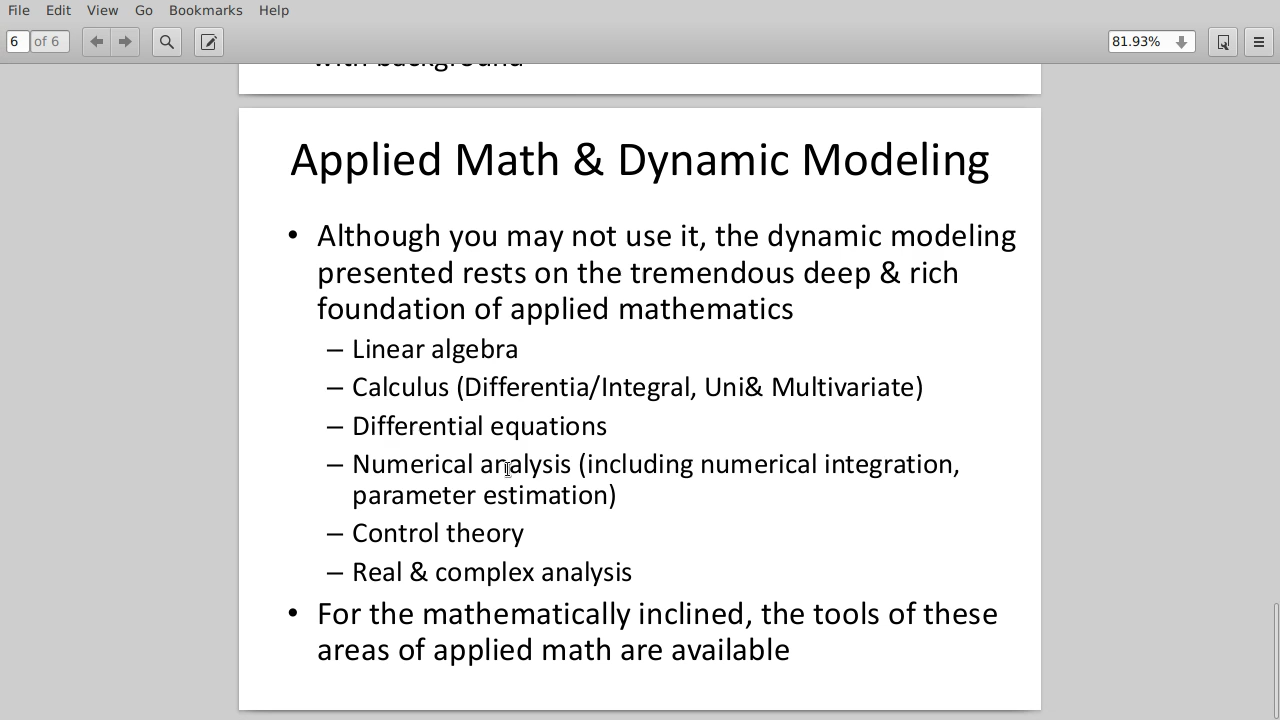 File Edit View Go Bookmarks Help
6 of 6
81.93%
with background
Applied Math & Dynamic Modeling
• Although you may not use it, the dynamic modeling
presented rests on the tremendous deep & rich
foundation of applied mathematics
– Linear algebra
– Calculus (Differentia/Integral, Uni& Multivariate)
– Differential equations
– Numerical analysis (including numerical integration,
parameter estimation)
– Control theory
– Real & complex analysis
• For the mathematically inclined, the tools of these
areas of applied math are available